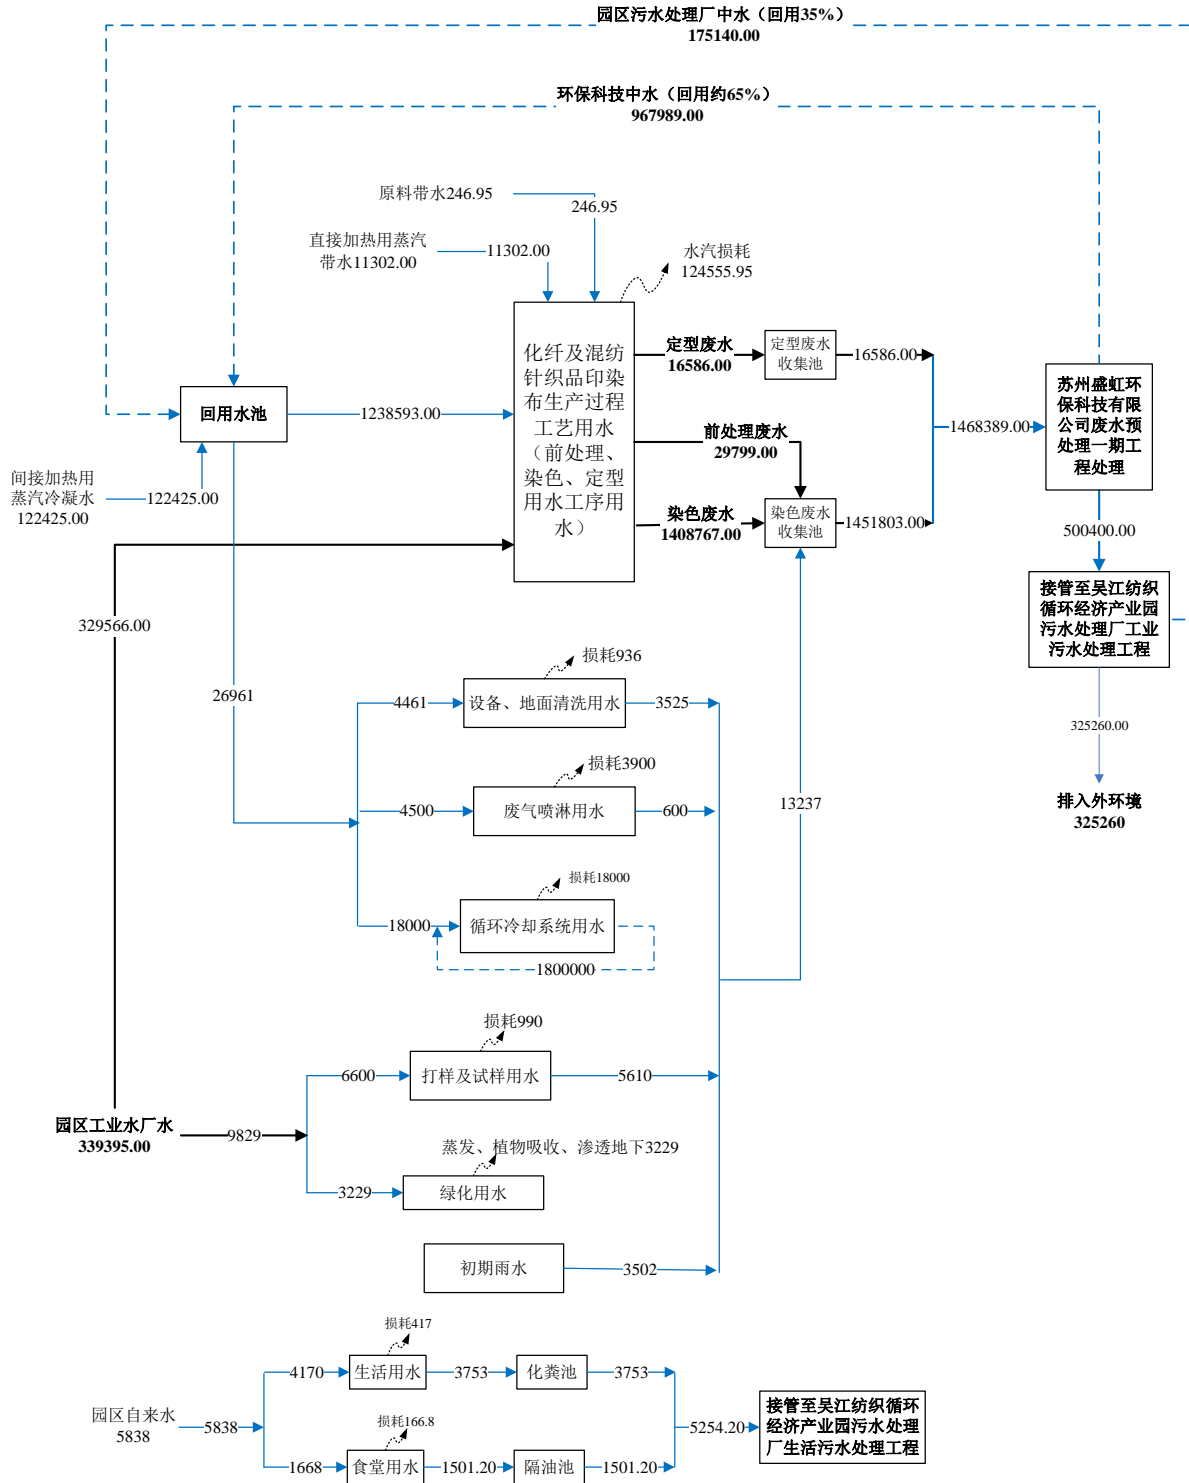 园区污水处理厂中水（回用35%）
175140.00
环保科技中水（回用约65%）
967989.00
原料带水246.95
246.95
直接加热用蒸汽
带水11302.00
11302.00
水汽损耗
124555.95
化纤及混纺
针织品印染
布生产过程
工艺用水
（前处理、
染色、定型
用水工序用
水）
定型废水
16586.00
定型废水
收集池
16586.00
前处理废水
29799.00
染色废水
1408767.00
染色废水
收集池
1451803.00
1468389.00
苏州盛虹环
保科技有限
公司废水预
处理一期工
程处理
500400.00
接管至吴江纺织
循环经济产业园
污水处理厂工业
污水处理工程
325260.00
排入外环境
325260
回用水池
1238593.00
间接加热用
蒸汽冷凝水
122425.00
122425.00
329566.00
26961
损耗936
4461
设备、地面清洗用水
3525
损耗3900
4500
废气喷淋用水
600
13237
损耗18000
18000
循环冷却系统用水
1800000
损耗990
6600
打样及试样用水
5610
园区工业水厂水
339395.00
9829
蒸发、植物吸收、渗透地下3229
3229
绿化用水
初期雨水
3502
损耗417
4170
生活用水
3753
化粪池
3753
园区自来水
5838
5838
损耗166.8
1668
食堂用水
1501.20
隔油池
1501.20
5254.20
接管至吴江纺织循环
经济产业园污水处理
厂生活污水处理工程